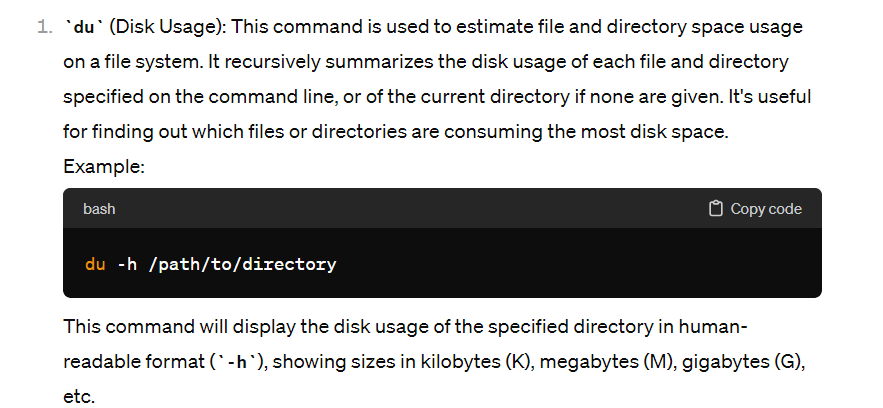 1. `du` (Disk Usage): This command is used to estimate file and directory space usage
on a file system. It recursively summarizes the disk usage of each file and directory
specified on the command line, or of the current directory if none are given. It's useful
for finding out which files or directories are consuming the most disk space.
Example:
bash Copy code
du -h /path/to/directory
This command will display the disk usage of the specified directory in human-
readable format (`-h`), showing sizes in kilobytes (K), megabytes (M), gigabytes (G),
etc.